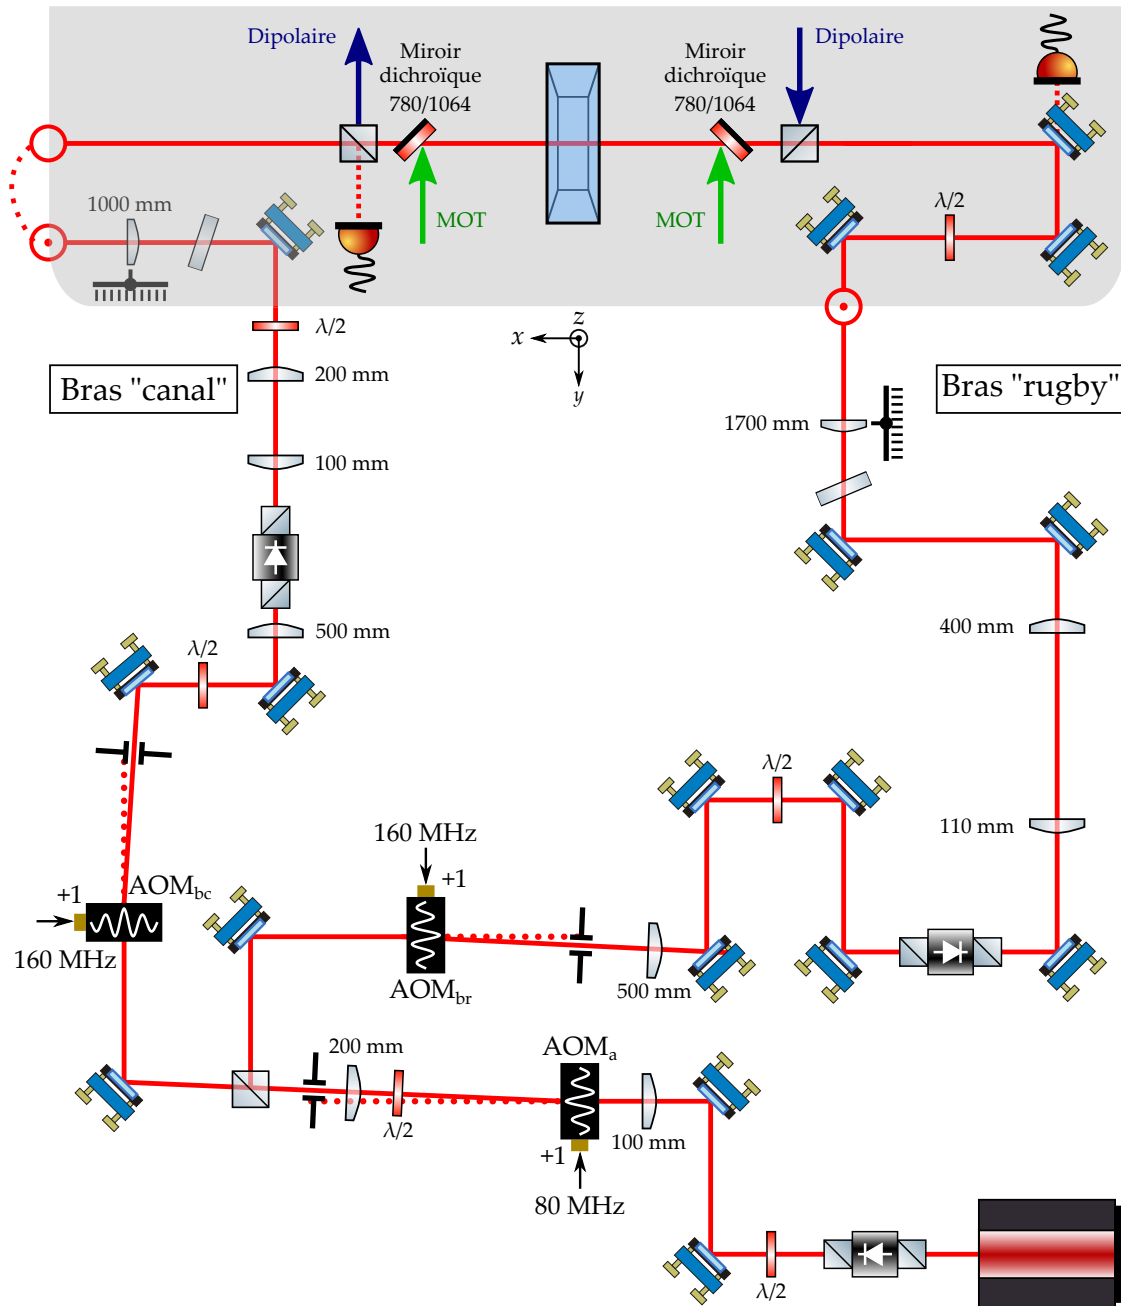 Dipolaire
Miroir
dichroïque
780/1064
Miroir
dichroïque
780/1064
Dipolaire
MOT
MOT
1000 mm
λ/2
λ/2
z
x
y
Bras "canal"
200 mm
Bras "rugby"
1700 mm
100 mm
500 mm
400 mm
λ/2
λ/2
110 mm
160 MHz
+1
+1
AOMbc
160 MHz
AOMbr
500 mm
200 mm
AOMa
λ/2
100 mm
+1
80 MHz
λ/2